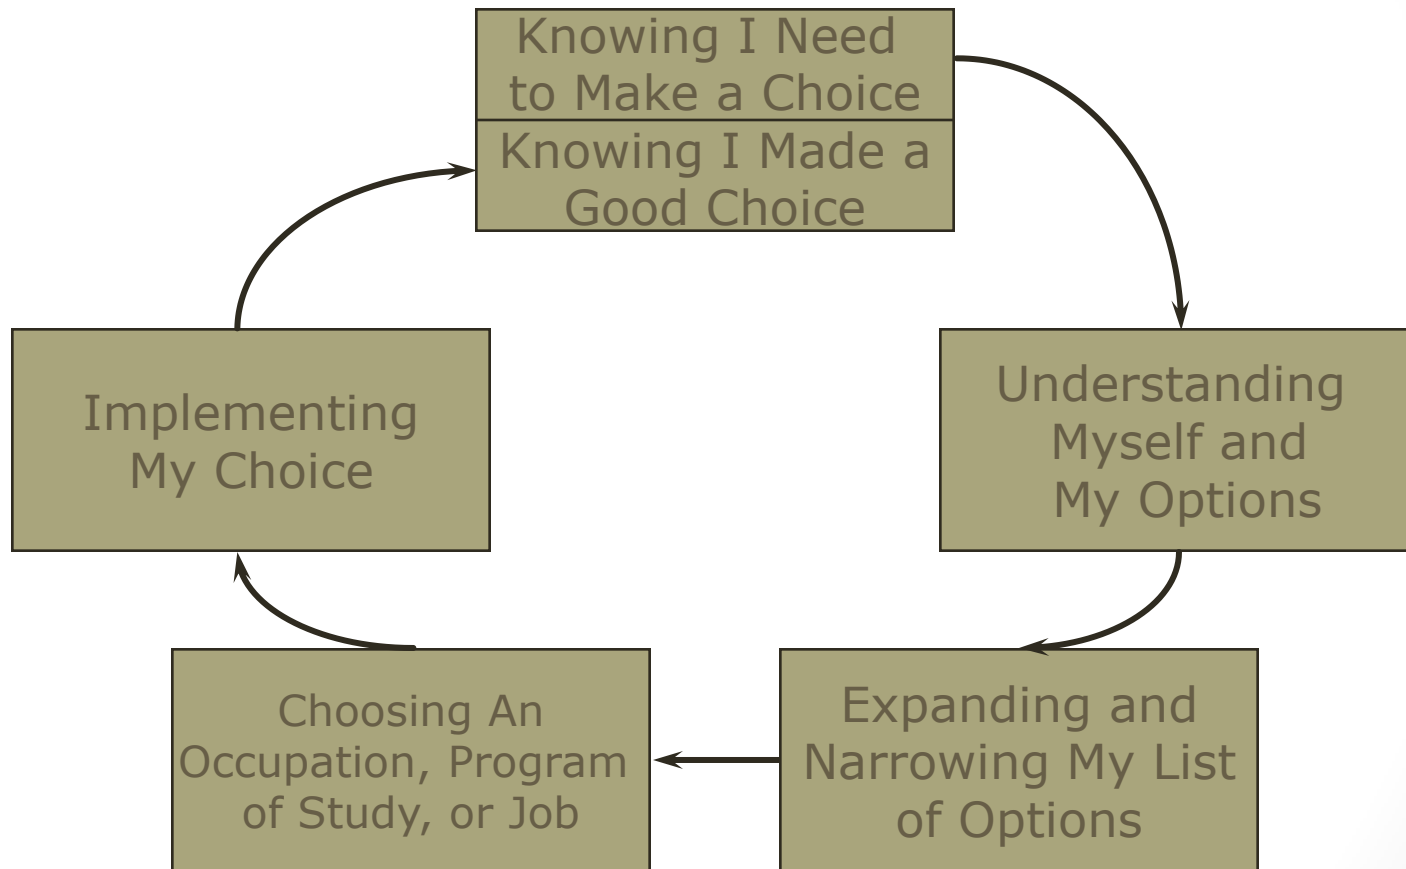 Knowing I Need
to Make a Choice
Knowing I Made a
Good Choice
Implementing
My Choice
Understanding
Myself and
My Options
Choosing An
Occupation, Program
of Study, or Job
Expanding and
Narrowing My List
of Options